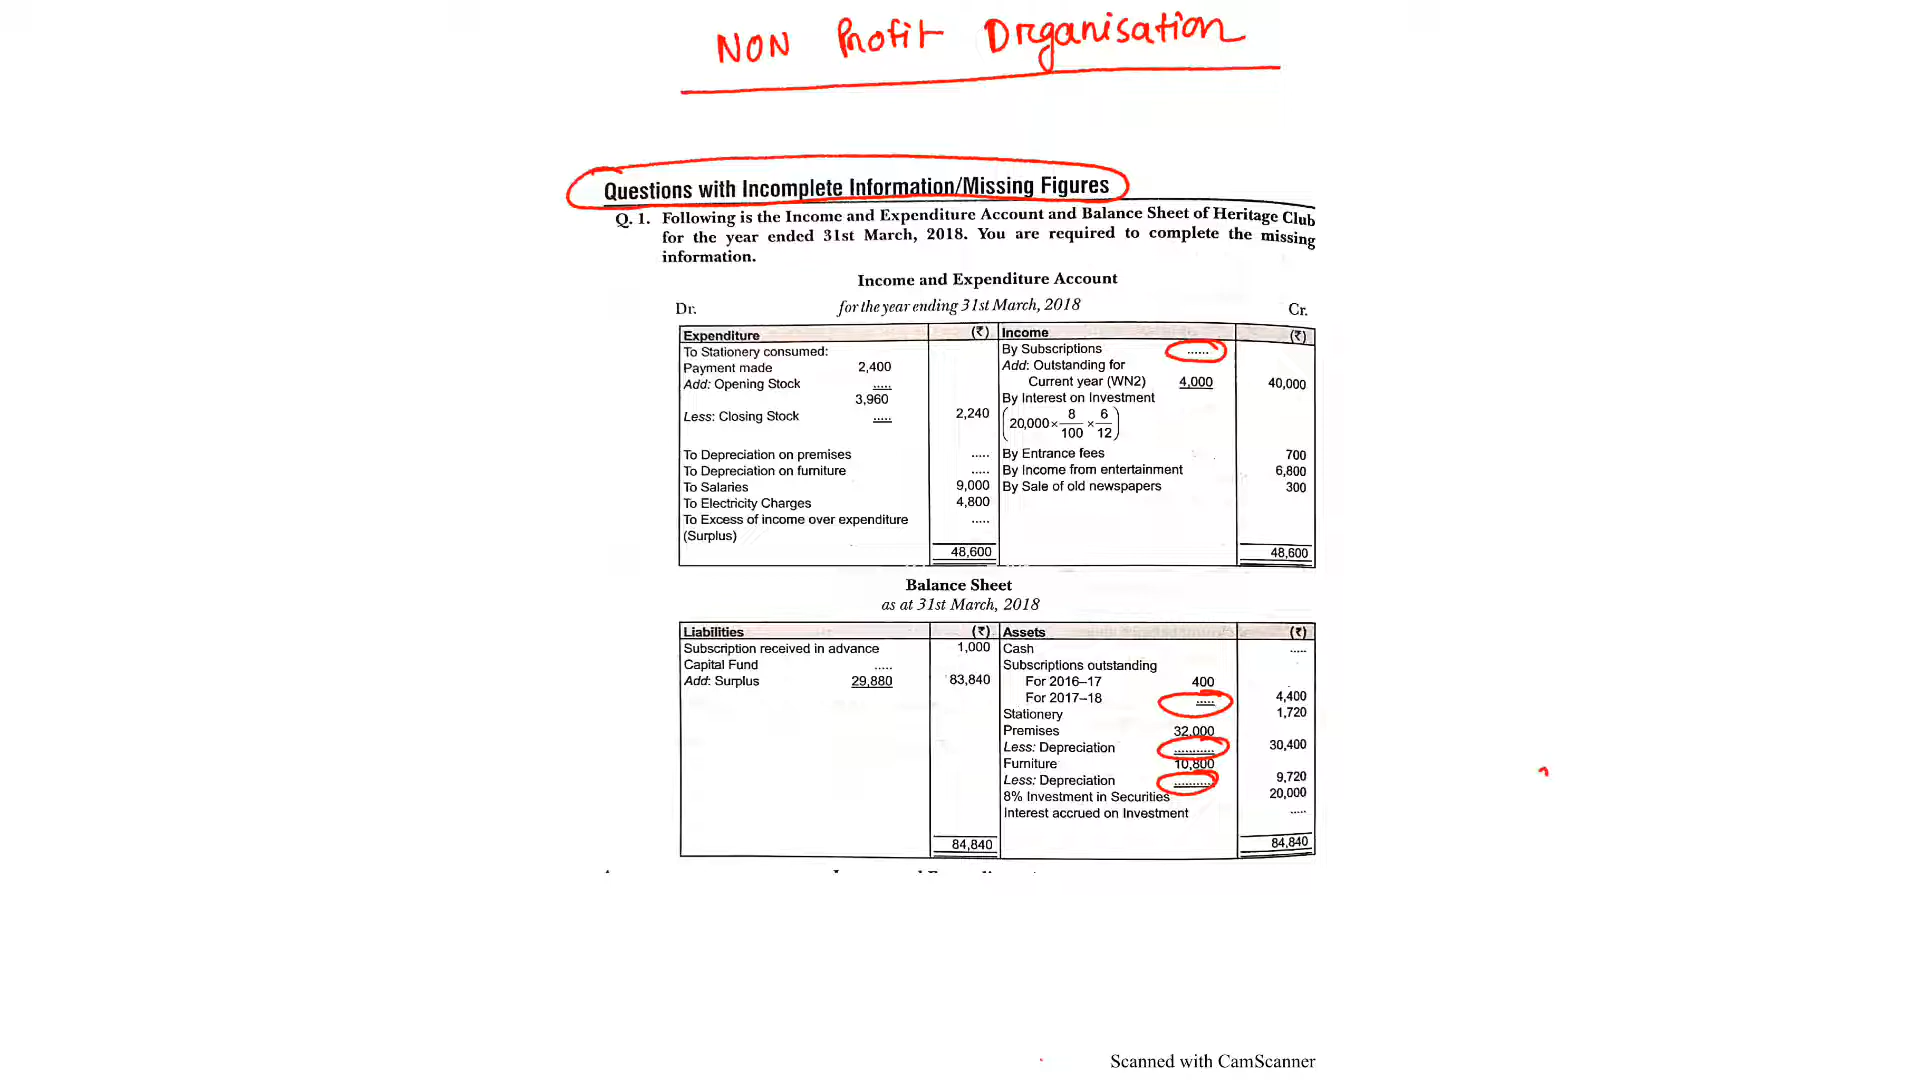 NON Profit Organisation
Questions with Incomplete Information/Missing Figures
Q. 1. Following is the Income and Expenditure Account and Balance Sheet of Heritage Club
for the year ended 31st March, 2018. You are required to complete the missing
information.
Income and Expenditure Account
Dr. for the year ending 31st March, 2018 Cr.
Expenditure (₹) Income (₹)
To Stationery consumed: By Subscriptions ......
Payment made 2,400 Add: Outstanding for
Add: Opening Stock ..... Current year (WN2) 4,000 40,000
3,960 By Interest on Investment
Less: Closing Stock ..... 2,240 (20,000 × 8/100 × 6/12)
To Depreciation on premises ..... By Entrance fees 700
To Depreciation on furniture ..... By Income from entertainment 6,800
To Salaries 9,000 By Sale of old newspapers 300
To Electricity Charges 4,800
To Excess of income over expenditure .....
(Surplus)
48,600 48,600
Balance Sheet
as at 31st March, 2018
Liabilities (₹) Assets (₹)
Subscription received in advance 1,000 Cash .....
Capital Fund ..... Subscriptions outstanding
Add: Surplus 29,880 83,840 For 2016–17 400
For 2017–18 ..... 4,400
Stationery 1,720
Premises 32,000
Less: Depreciation .......... 30,400
Furniture 10,800
Less: Depreciation .......... 9,720
8% Investment in Securities 20,000
Interest accrued on Investment .....
84,840 84,840
Scanned with CamScanner